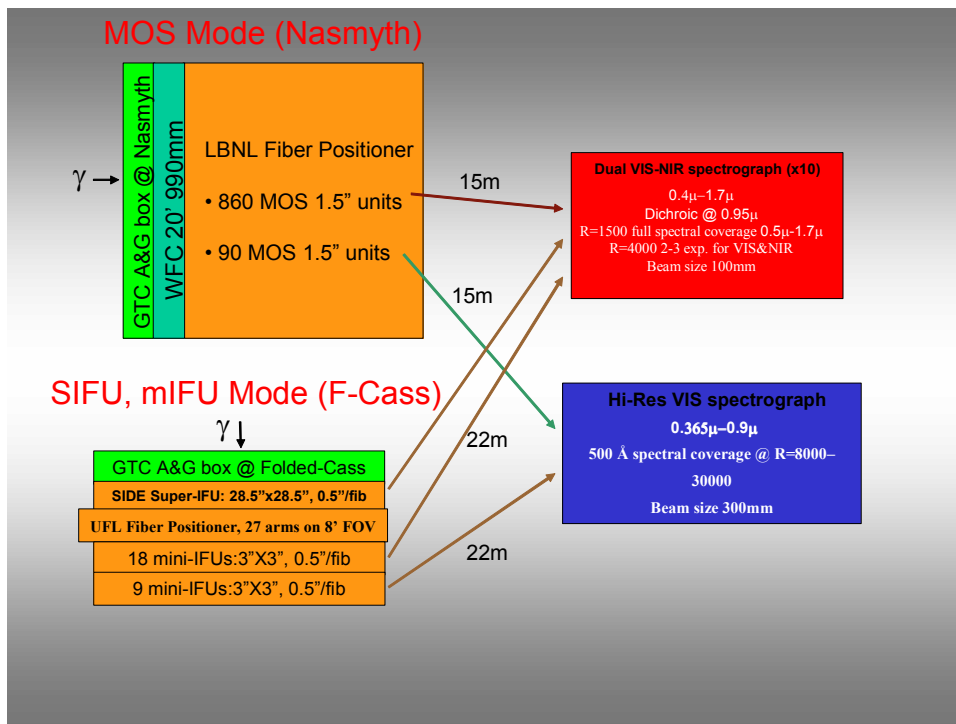 MOS Mode (Nasmyth)
γ
GTC A&G box @ Nasmyth
WFC 20' 990mm
LBNL Fiber Positioner
• 860 MOS 1.5” units
• 90 MOS 1.5” units
15m
15m
Dual VIS-NIR spectrograph (x10)
0.4μ–1.7μ
Dichroic @ 0.95μ
R=1500 full spectral coverage 0.5μ-1.7μ
R=4000 2-3 exp. for VIS&NIR
Beam size 100mm
SIFU, mIFU Mode (F-Cass)
γ
GTC A&G box @ Folded-Cass
SIDE Super-IFU: 28.5”x28.5”, 0.5”/fib
UFL Fiber Positioner, 27 arms on 8’ FOV
18 mini-IFUs:3”X3”, 0.5”/fib
9 mini-IFUs:3”X3”, 0.5”/fib
22m
22m
Hi-Res VIS spectrograph
0.365μ–0.9μ
500 Å spectral coverage @ R=8000–
30000
Beam size 300mm